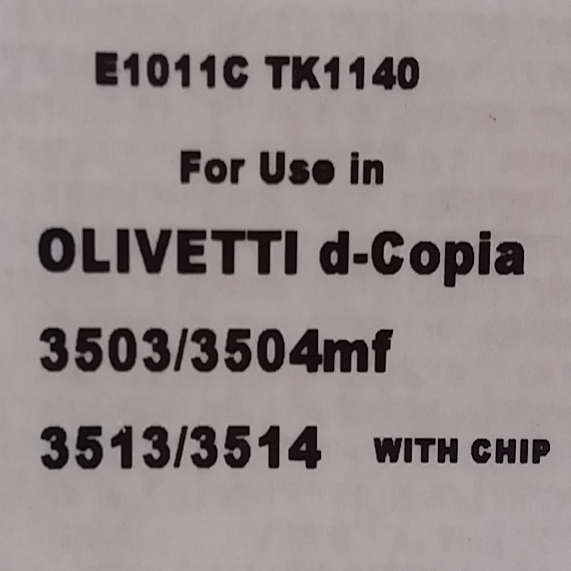 E1011C TK1140
For Use in
OLIVETTI d-Copia
3503/3504mf
3513/3514 WITH CHIP